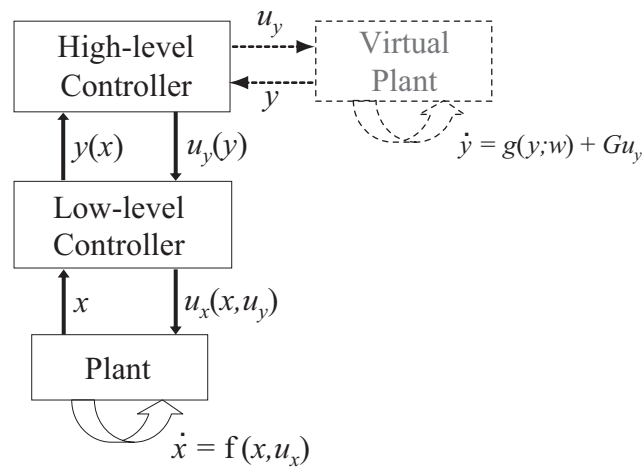 High-level
Controller
u_y
y
Virtual
Plant
ẏ = g(y;w) + Gu_y
y(x)
u_y(y)
Low-level
Controller
x
u_x(x,u_y)
Plant
ẋ = f(x,u_x)